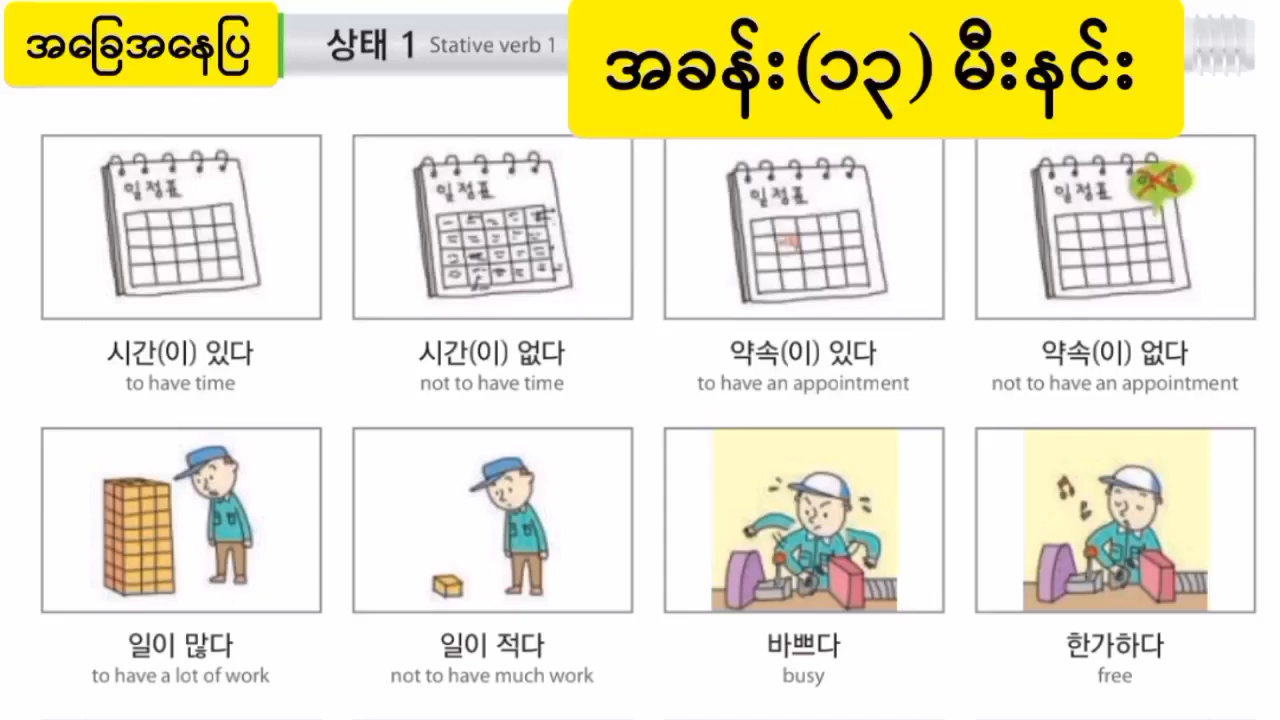 အခြေအနေပြ
상태 1 Stative verb 1
အခန်း(၁၃) မီးနင်း
일정표 일정표 일정표 일정표
시간(이) 있다 시간(이) 없다 약속(이) 있다 약속(이) 없다
to have time not to have time to have an appointment not to have an appointment
일이 많다 일이 적다 바쁘다 한가하다
to have a lot of work not to have much work busy free